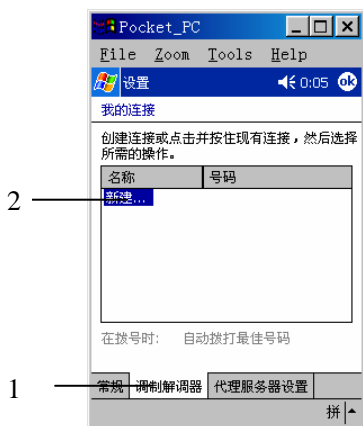 Pocket_PC
File Zoom Tools Help
设置 0:05 ok
我的连接
创建连接或点击并按住现有连接，然后选择
所需的操作。
名称 号码
2 新建...
在拨号时: 自动拨打最佳号码
1 常规 调制解调器 代理服务器设置
拼